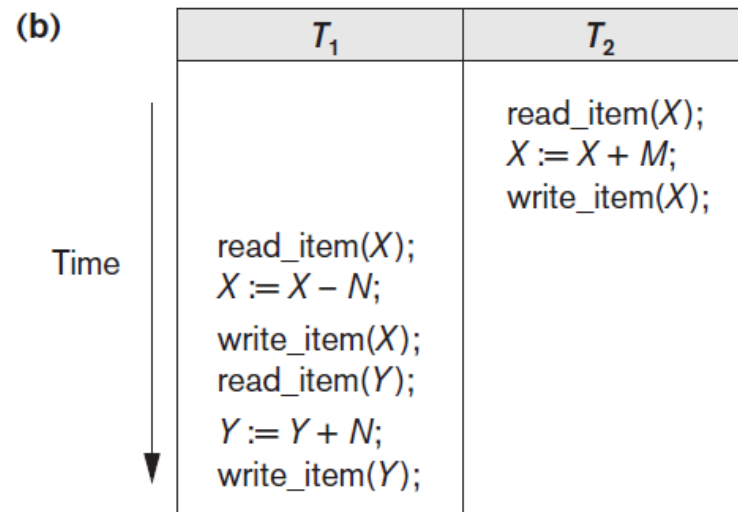 (b)
T1 T2
read_item(X);
X := X + M;
write_item(X);
Time
read_item(X);
X := X – N;
write_item(X);
read_item(Y);
Y := Y + N;
write_item(Y);